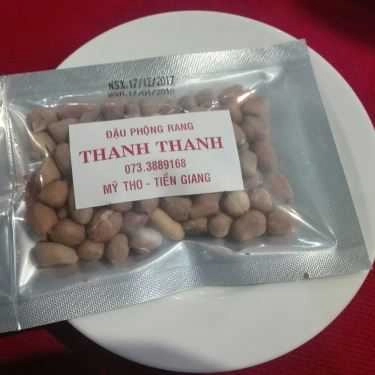 NSX.17/12/2017
ĐẬU PHỘNG RANG
THANH THANH
073.3889168
MỸ THO - TIỀN GIANG